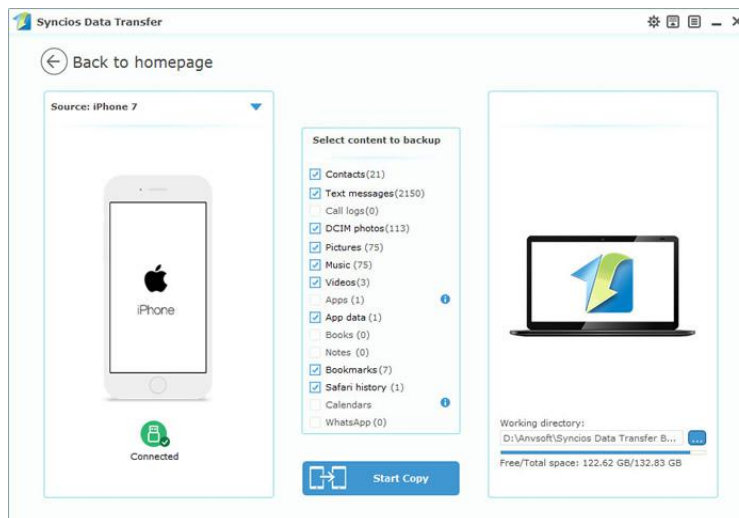 Syncios Data Transfer
Back to homepage
Source: iPhone 7
iPhone
Connected
Select content to backup
Contacts(21)
Text messages(2150)
Call logs(0)
DCIM photos(113)
Pictures (75)
Music (75)
Videos(3)
Apps (1)
App data (1)
Books (0)
Notes (0)
Bookmarks(7)
Safari history (1)
Calendars
WhatsApp (0)
Start Copy
Working directory:
D:\Anvsoft\Syncios Data Transfer B...
...
Free/Total space: 122.62 GB/132.83 GB